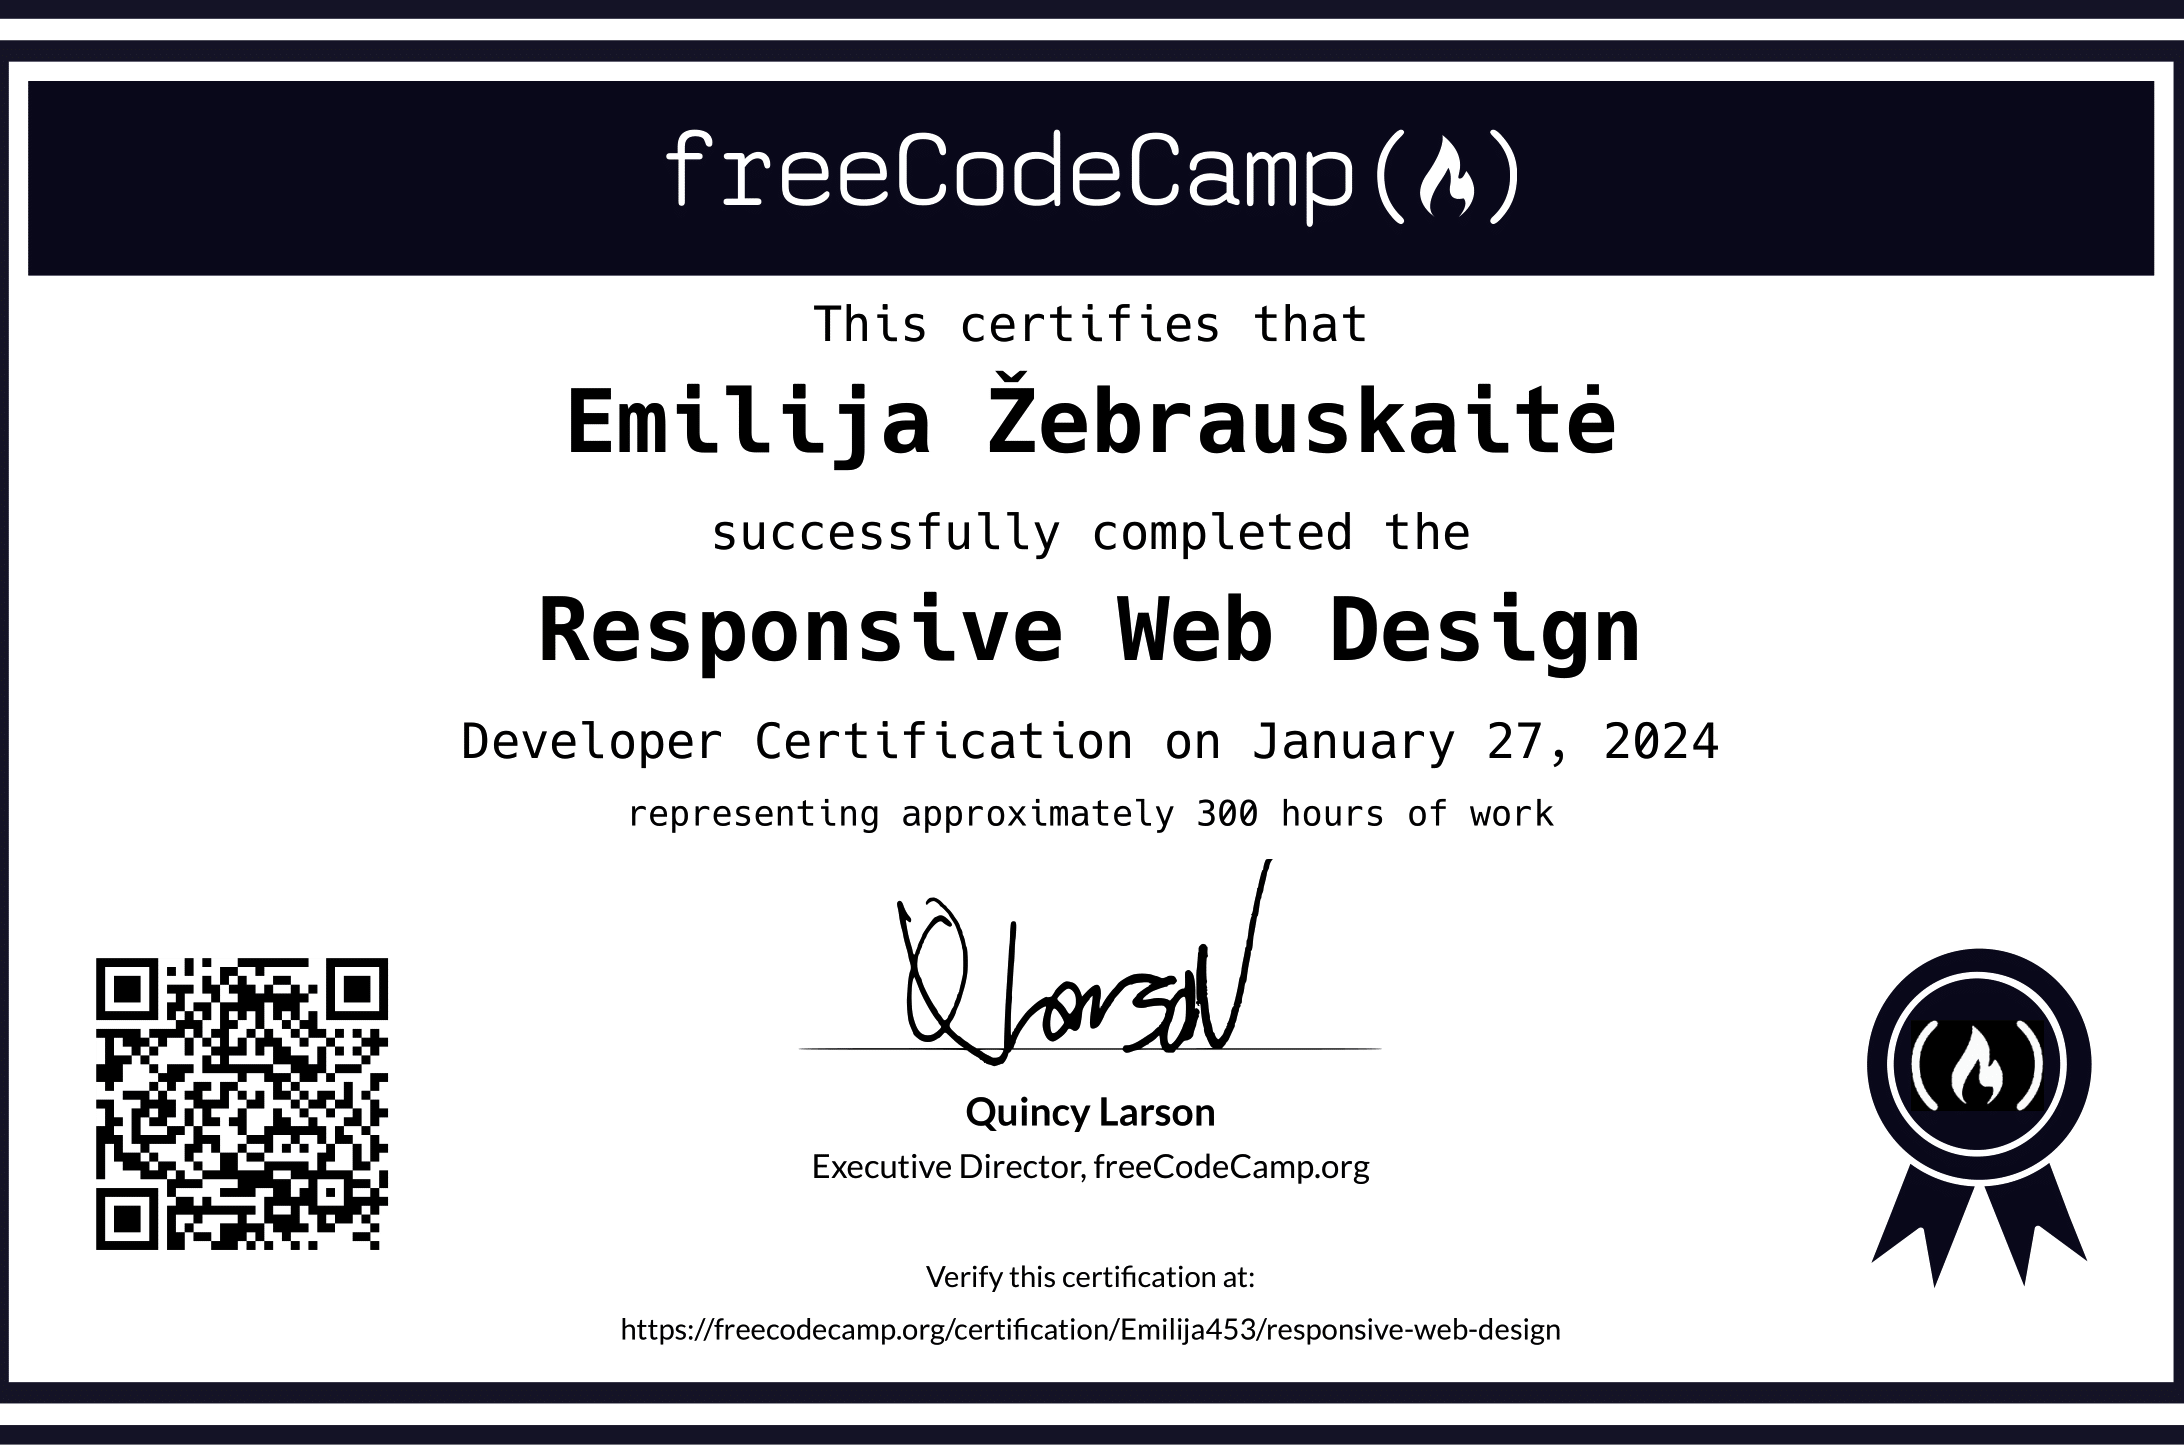 freeCodeCamp
This certifies that
Emilija Žebrauskaitė
successfully completed the
Responsive Web Design
Developer Certification on January 27, 2024
representing approximately 300 hours of work
Q Larson
Quincy Larson
Executive Director, freeCodeCamp.org
Verify this certification at:
https://freecodecamp.org/certification/Emilija453/responsive-web-design